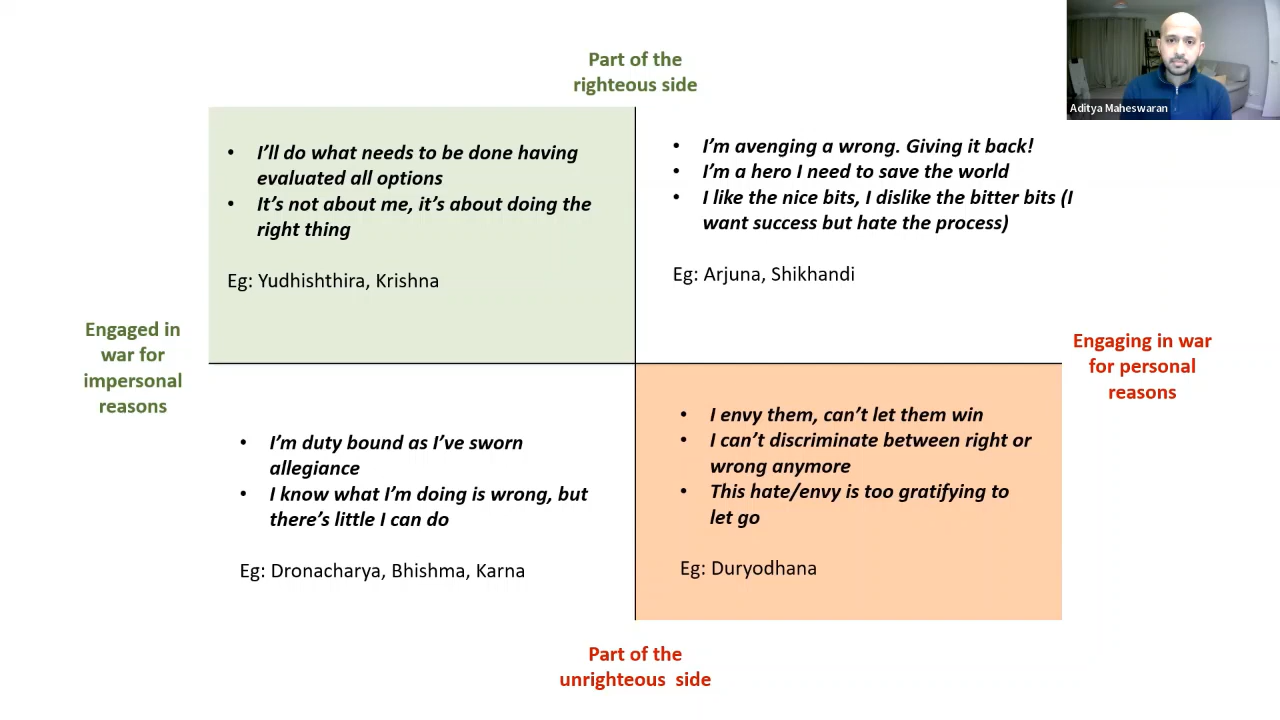 Part of the
righteous side
Aditya Maheswaran
• I'll do what needs to be done having
evaluated all options
• It's not about me, it's about doing the
right thing
Eg: Yudhishthira, Krishna
• I'm avenging a wrong. Giving it back!
• I'm a hero I need to save the world
• I like the nice bits, I dislike the bitter bits (I
want success but hate the process)
Eg: Arjuna, Shikhandi
Engaged in
war for
impersonal
reasons
Engaging in war
for personal
reasons
• I'm duty bound as I've sworn
allegiance
• I know what I'm doing is wrong, but
there's little I can do
Eg: Dronacharya, Bhishma, Karna
• I envy them, can't let them win
• I can't discriminate between right or
wrong anymore
• This hate/envy is too gratifying to
let go
Eg: Duryodhana
Part of the
unrighteous side